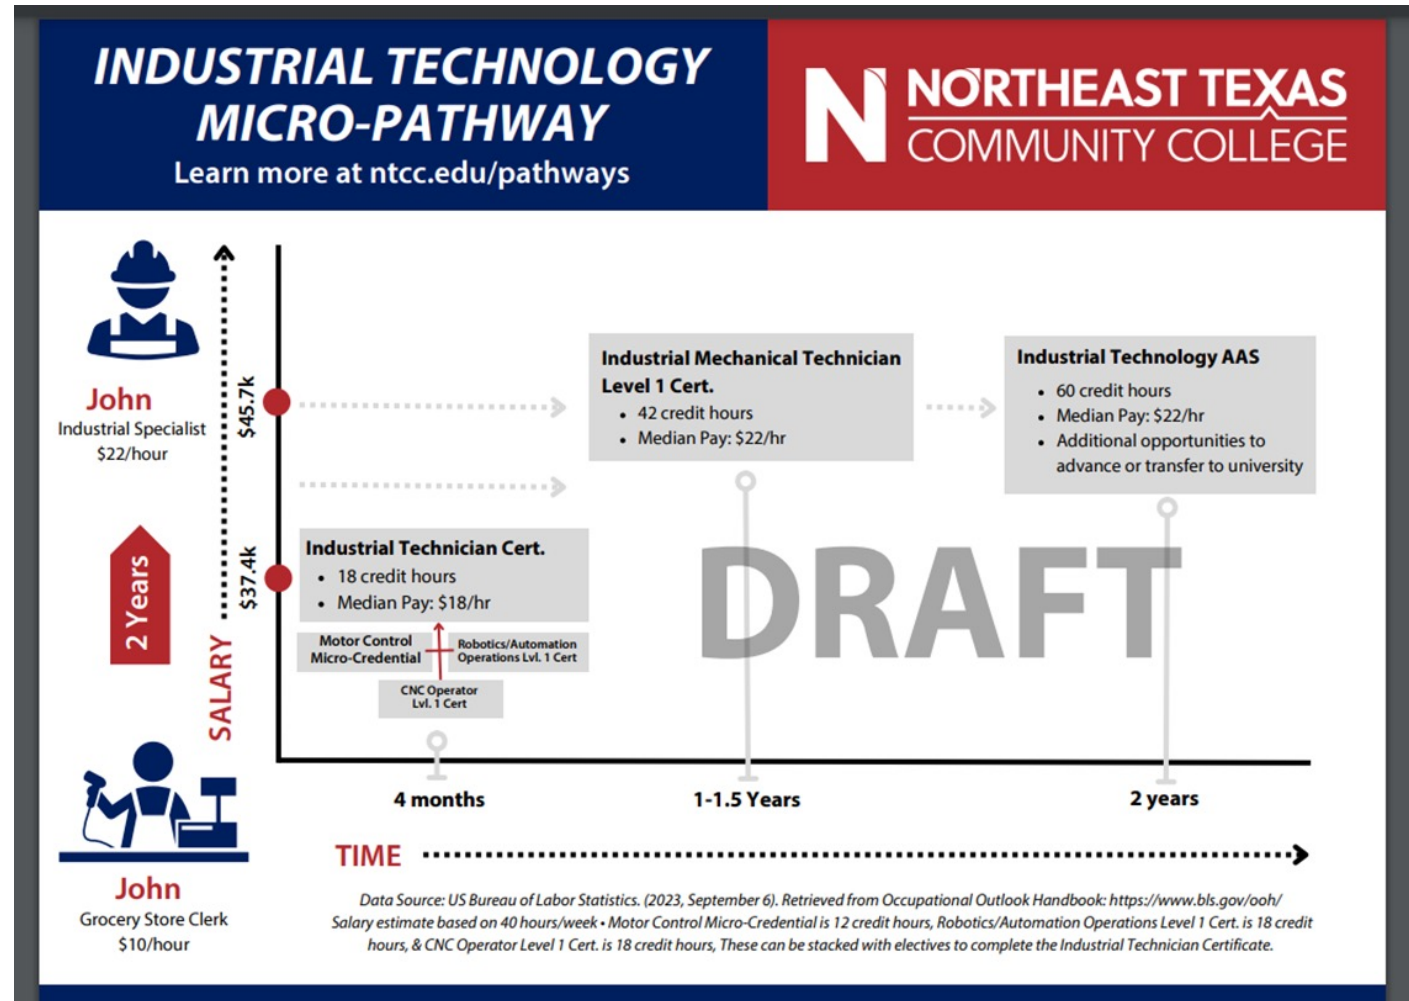 INDUSTRIAL TECHNOLOGY
MICRO-PATHWAY
Learn more at ntcc.edu/pathways
N NORTHEAST TEXAS
COMMUNITY COLLEGE
John
Industrial Specialist
$22/hour
2 Years
John
Grocery Store Clerk
$10/hour
SALARY
$45.7k
$37.4k
Industrial Technician Cert.
• 18 credit hours
• Median Pay: $18/hr
Motor Control
Micro-Credential
Robotics/Automation
Operations Lvl. 1 Cert
CNC Operator
Lvl. 1 Cert
Industrial Mechanical Technician
Level 1 Cert.
• 42 credit hours
• Median Pay: $22/hr
Industrial Technology AAS
• 60 credit hours
• Median Pay: $22/hr
• Additional opportunities to
advance or transfer to university
DRAFT
4 months
1-1.5 Years
2 years
TIME
Data Source: US Bureau of Labor Statistics. (2023, September 6). Retrieved from Occupational Outlook Handbook: https://www.bls.gov/ooh/
Salary estimate based on 40 hours/week • Motor Control Micro-Credential is 12 credit hours, Robotics/Automation Operations Level 1 Cert. is 18 credit
hours, & CNC Operator Level 1 Cert. is 18 credit hours, These can be stacked with electives to complete the Industrial Technician Certificate.